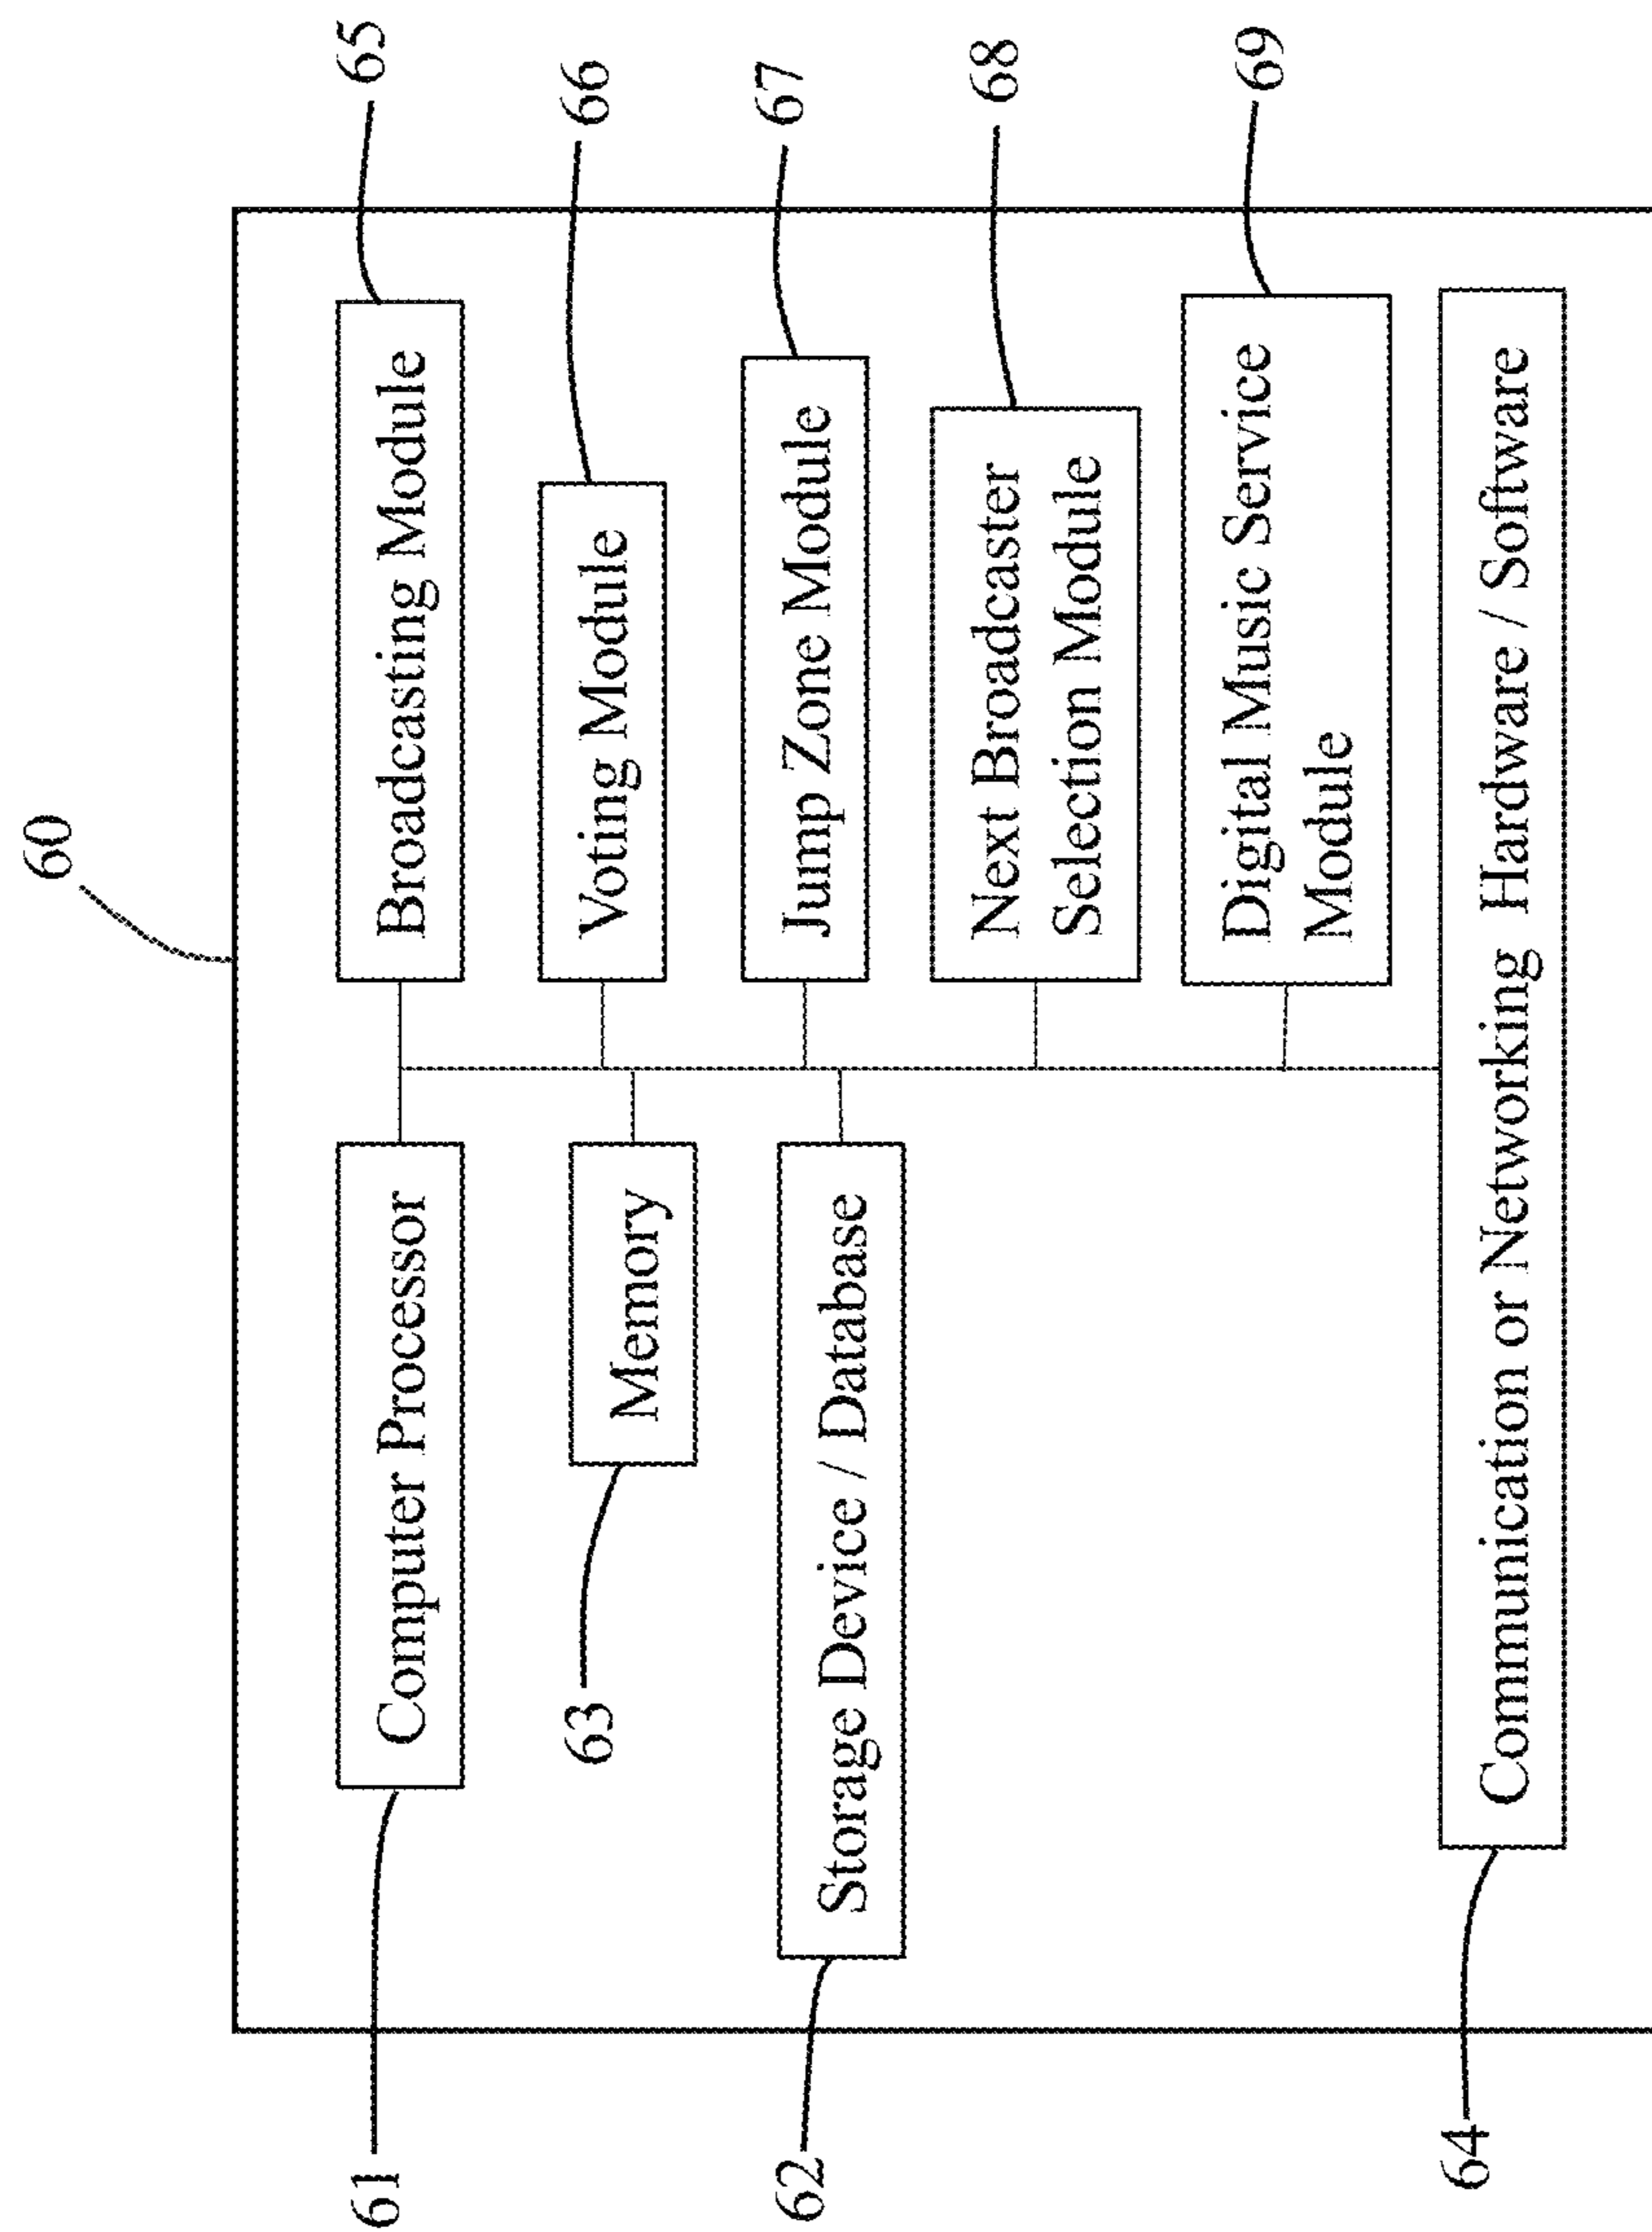 60
61
Computer Processor
Broadcasting Module
65
63
Memory
Voting Module
66
62
Storage Device / Database
Jump Zone Module
67
Next Broadcaster
Selection Module
68
Digital Music Service
Module
69
64
Communication or Networking Hardware / Software